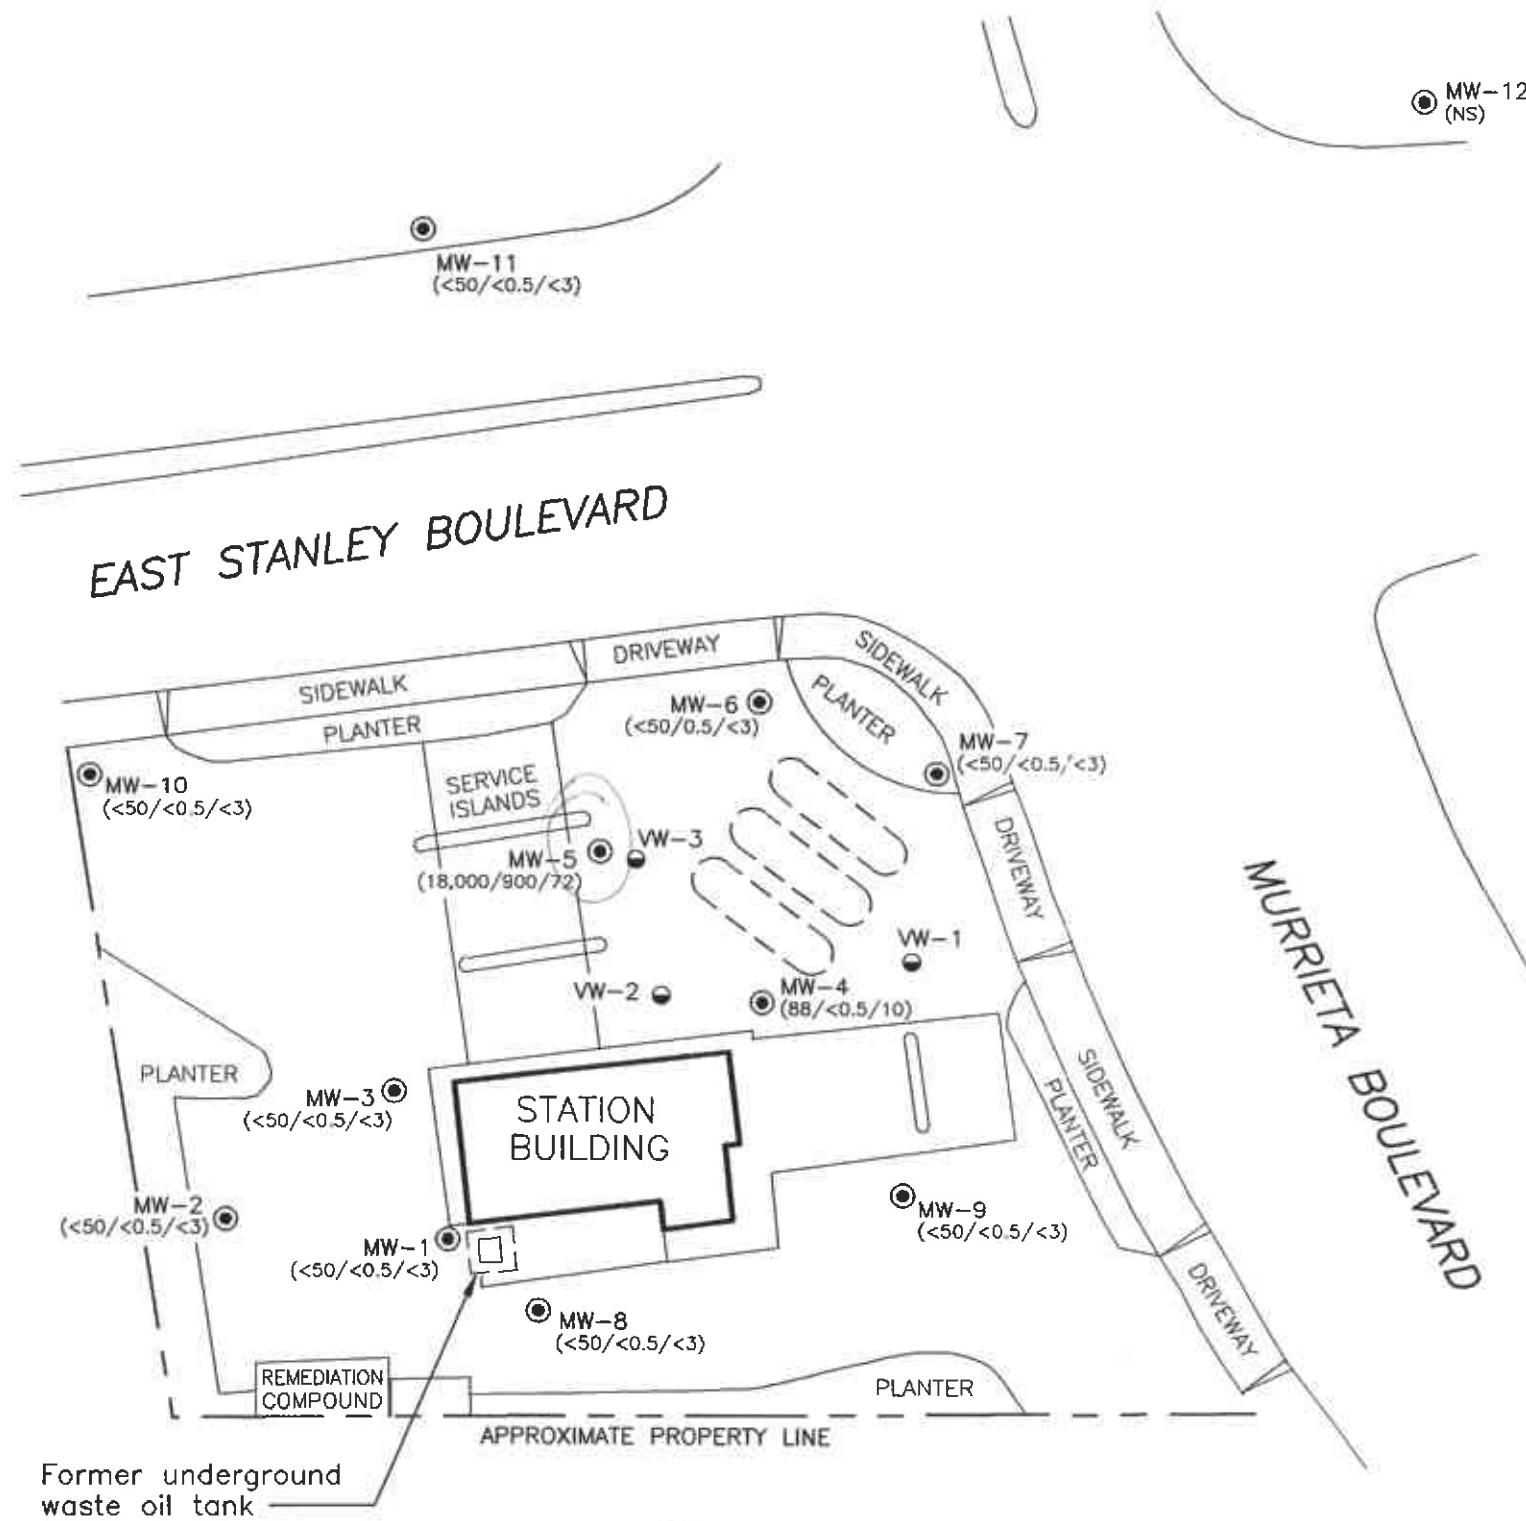 MW-12
(NS)
MW-11
(<50/<0.5/<3)
EAST STANLEY BOULEVARD
SIDEWALK
DRIVEWAY
SIDEWALK
PLANTER
PLANTER
MW-6
(<50/0.5/<3)
MW-7
(<50/<0.5/<3)
MW-10
(<50/<0.5/<3)
SERVICE
ISLANDS
MW-5
(18,000/900/72)
VW-3
DRIVEWAY
VW-1
VW-2
MW-4
(88/<0.5/10)
MURRIETA BOULEVARD
PLANTER
MW-3
(<50/<0.5/<3)
STATION
BUILDING
SIDEWALK
PLANTER
MW-2
(<50/<0.5/<3)
MW-1
(<50/<0.5/<3)
MW-9
(<50/<0.5/<3)
DRIVEWAY
MW-8
(<50/<0.5/<3)
REMEDIATION
COMPOUND
PLANTER
APPROXIMATE PROPERTY LINE
Former underground
waste oil tank